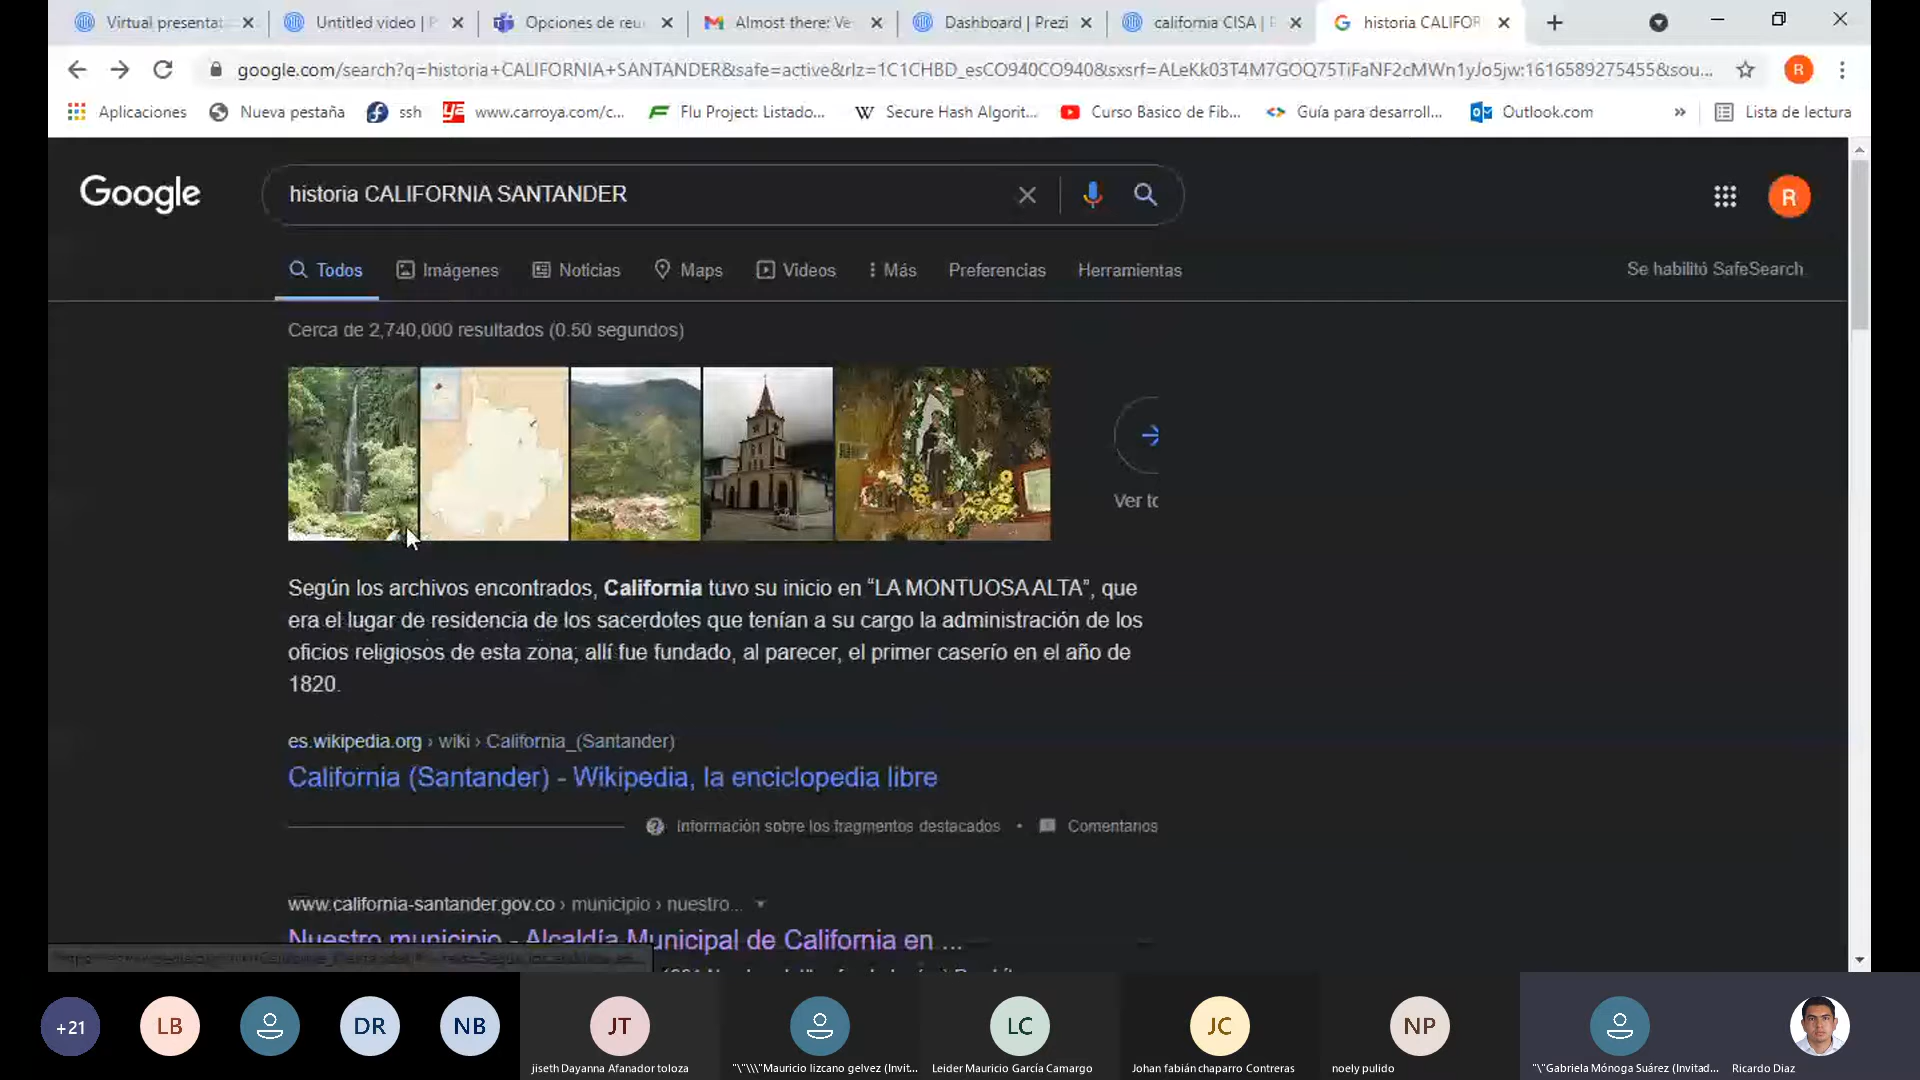 Virtual presentat
Untitled video | P
Opciones de reu
Almost there: Ve
Dashboard | Prezi
california CISA | P
historia CALIFOR
google.com/search?q=historia+CALIFORNIA+SANTANDER&safe=active&rlz=1C1CHBD_esCO940CO940&sxsrf=ALeKk03T4M7GOQ75TiFaNF2cMWn1yJo5jw:1616589275455&sou...
R
Aplicaciones
Nueva pestaña
ssh
www.carroya.com/c...
Flu Project: Listado...
Secure Hash Algorit...
Curso Basico de Fib...
Guía para desarroll...
Outlook.com
»
Lista de lectura
Google
historia CALIFORNIA SANTANDER
R
Todos
Imágenes
Noticias
Maps
Videos
Más
Preferencias
Herramientas
Se habilitó SafeSearch
Cerca de 2,740,000 resultados (0.50 segundos)
Ver to
Según los archivos encontrados, California tuvo su inicio en “LA MONTUOSA ALTA”, que
era el lugar de residencia de los sacerdotes que tenían a su cargo la administración de los
oficios religiosos de esta zona; allí fue fundado, al parecer, el primer caserío en el año de
1820.
es.wikipedia.org › wiki › California_(Santander)
California (Santander) - Wikipedia, la enciclopedia libre
Información sobre los fragmentos destacados • Comentarios
www.california-santander.gov.co › municipio › nuestro...
Nuestro municipio - Alcaldía Municipal de California en ...
+21
LB
DR
NB
JT
LC
JC
NP
jiseth Dayanna Afanador toloza
"\"\\\"Mauricio lizcano gelvez (Invit...
Leider Mauricio García Camargo
Johan fabián chaparro Contreras
noely pulido
"\"Gabriela Mónoga Suárez (Invitad...
Ricardo Diaz